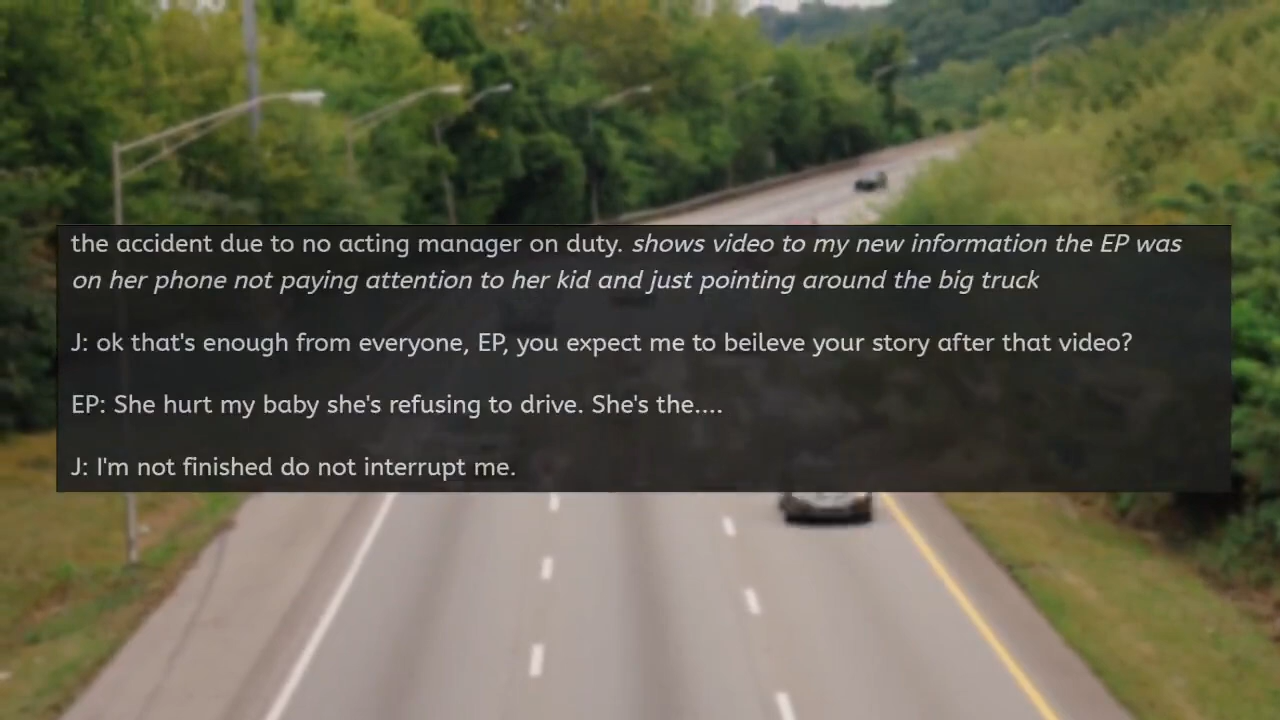 the accident due to no acting manager on duty. shows video to my new information the EP was
on her phone not paying attention to her kid and just pointing around the big truck
J: ok that's enough from everyone, EP, you expect me to beileve your story after that video?
EP: She hurt my baby she's refusing to drive. She's the....
J: I'm not finished do not interrupt me.